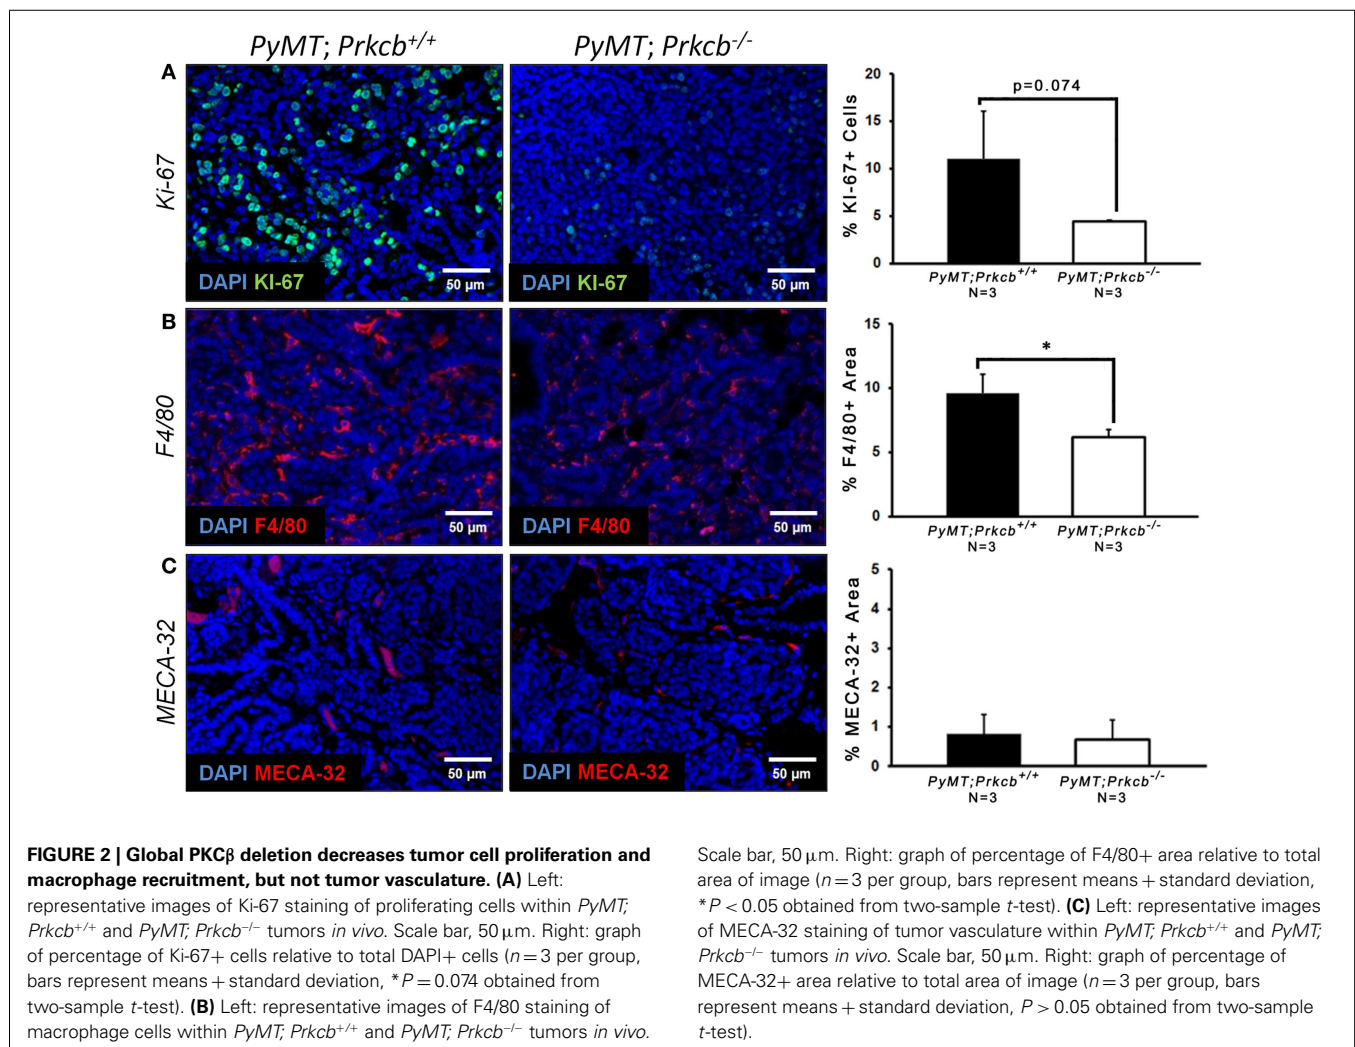 PyMT; Prkcb+/+
PyMT; Prkcb-/-
A
Ki-67
DAPI KI-67
50 µm
DAPI KI-67
50 µm
% KI-67+ Cells
20
15
10
5
0
p=0.074
PyMT;Prkcb+/+
N=3
PyMT;Prkcb-/-
N=3
B
F4/80
DAPI F4/80
50 µm
DAPI F4/80
50 µm
% F4/80+ Area
15
10
5
0
*
PyMT;Prkcb+/+
N=3
PyMT;Prkcb-/-
N=3
C
MECA-32
DAPI MECA-32
50 µm
DAPI MECA-32
50 µm
% MECA-32+ Area
5
4
3
2
1
0
PyMT;Prkcb+/+
N=3
PyMT;Prkcb-/-
N=3
FIGURE 2 | Global PKCβ deletion decreases tumor cell proliferation and
macrophage recruitment, but not tumor vasculature. (A) Left:
representative images of Ki-67 staining of proliferating cells within PyMT;
Prkcb+/+ and PyMT; Prkcb−/− tumors in vivo. Scale bar, 50 µm. Right: graph
of percentage of Ki-67+ cells relative to total DAPI+ cells (n = 3 per group,
bars represent means + standard deviation, *P = 0.074 obtained from
two-sample t-test). (B) Left: representative images of F4/80 staining of
macrophage cells within PyMT; Prkcb+/+ and PyMT; Prkcb−/− tumors in vivo.
Scale bar, 50 µm. Right: graph of percentage of F4/80+ area relative to total
area of image (n = 3 per group, bars represent means + standard deviation,
*P < 0.05 obtained from two-sample t-test). (C) Left: representative images
of MECA-32 staining of tumor vasculature within PyMT; Prkcb+/+ and PyMT;
Prkcb−/− tumors in vivo. Scale bar, 50 µm. Right: graph of percentage of
MECA-32+ area relative to total area of image (n = 3 per group, bars
represent means + standard deviation, P > 0.05 obtained from two-sample
t-test).